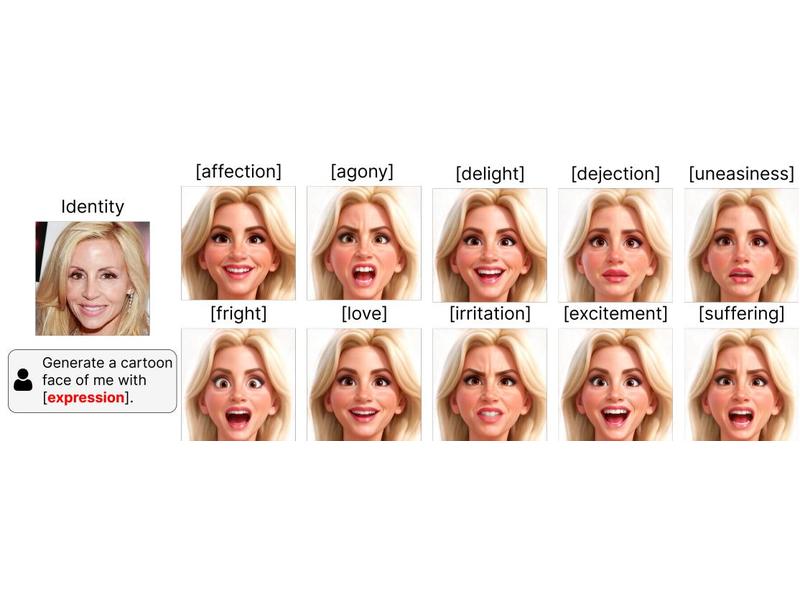 [affection] [agony] [delight] [dejection] [uneasiness]
Identity
[fright] [love] [irritation] [excitement] [suffering]
Generate a cartoon
face of me with
[expression].